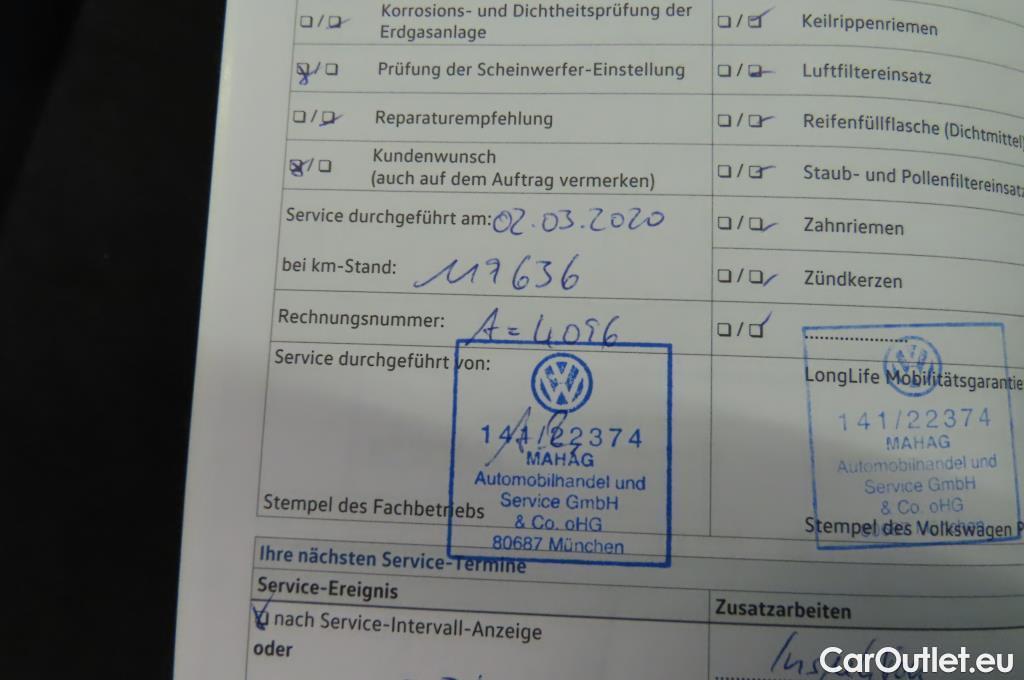 Korrosions- und Dichtheitsprüfung der
Erdgasanlage
Keilrippenriemen
Prüfung der Scheinwerfer-Einstellung
Luftfiltereinsatz
Reparaturempfehlung
Reifenfüllflasche (Dichtmittel)
Kundenwunsch
(auch auf dem Auftrag vermerken)
Staub- und Pollenfiltereinsatz
Service durchgeführt am: 02.03.2020
Zahnriemen
bei km-Stand: 117636
Zündkerzen
Rechnungsnummer: A=4096
Service durchgeführt von:
LongLife Mobilitätsgarantie
141/22374
MAHAG
Automobilhandel und
Service GmbH
& Co. oHG
80687 München
141/22374
MAHAG
Automobilhandel und
Service GmbH
& Co. oHG
80687 München
Stempel des Fachbetriebs
Stempel des Volkswagen P
Ihre nächsten Service-Termine
Service-Ereignis
Zusatzarbeiten
nach Service-Intervall-Anzeige
oder
Inspektion
CarOutlet.eu